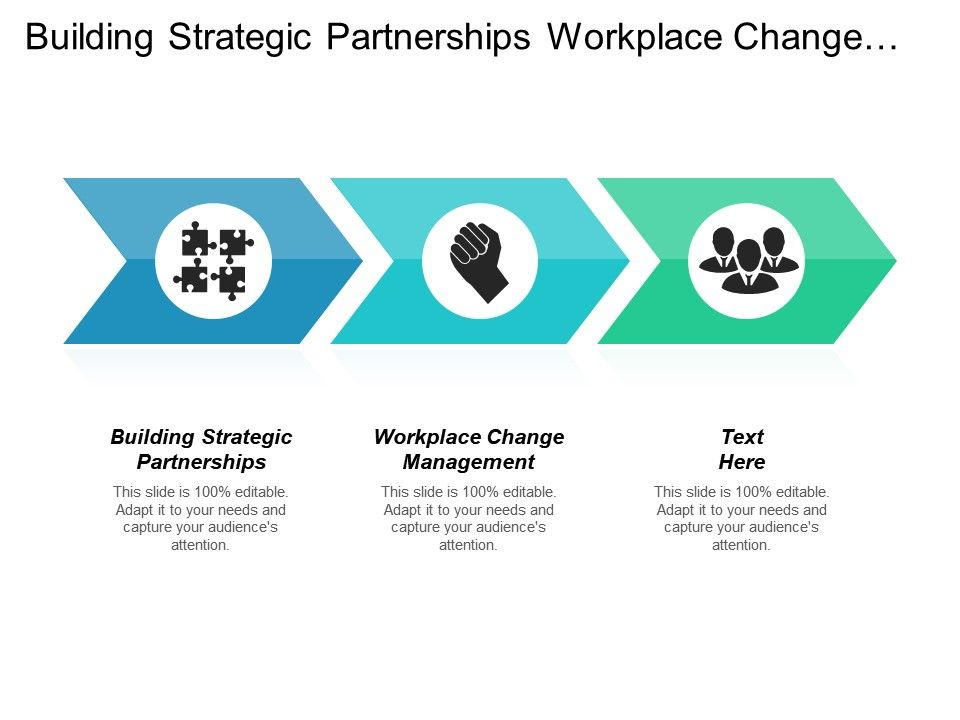 Building Strategic Partnerships Workplace Change…
Building Strategic
Partnerships
This slide is 100% editable.
Adapt it to your needs and
capture your audience's
attention.
Workplace Change
Management
This slide is 100% editable.
Adapt it to your needs and
capture your audience's
attention.
Text
Here
This slide is 100% editable.
Adapt it to your needs and
capture your audience's
attention.